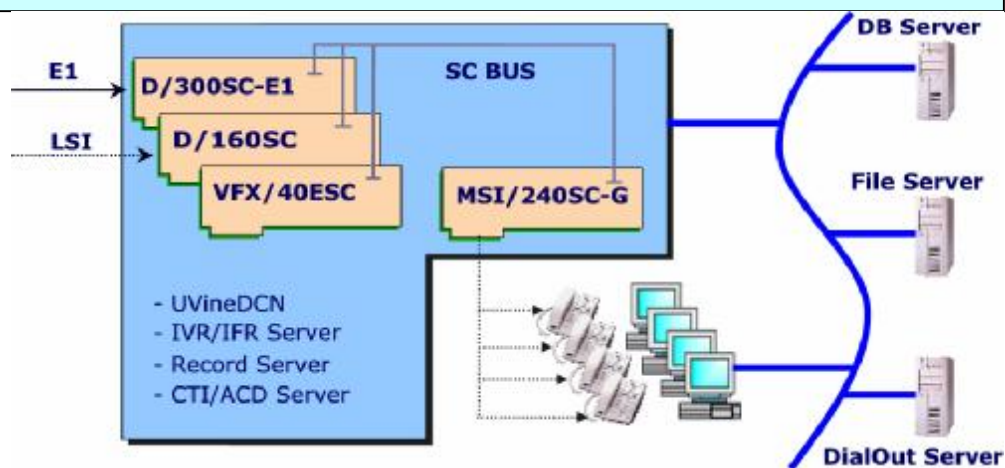 DB Server
E1
D/300SC-E1
SC BUS
LSI
D/160SC
VFX/40ESC
MSI/240SC-G
File Server
- UVineDCN
- IVR/IFR Server
- Record Server
- CTI/ACD Server
DialOut Server